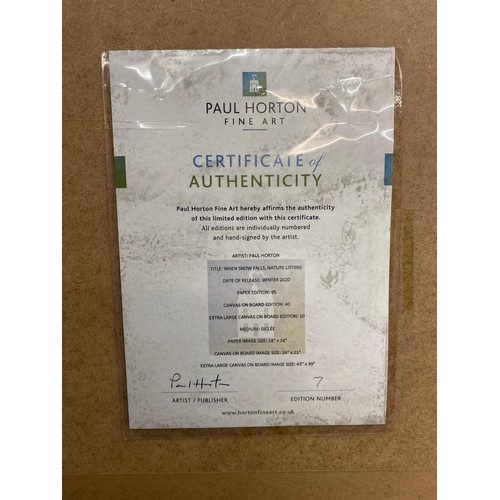 PAUL HORTON
FINE ART
CERTIFICATE of
AUTHENTICITY
Paul Horton Fine Art hereby affirms the authenticity
of this limited edition with this certificate.
All editions are individually numbered
and hand-signed by the artist.
ARTIST: PAUL HORTON
TITLE: WHEN SNOW FALLS, NATURE LISTENS
DATE OF RELEASE: WINTER 2020
PAPER EDITION: 95
CANVAS ON BOARD EDITION: 40
EXTRA LARGE CANVAS ON BOARD EDITION: 10
MEDIUM: GICLÉE
PAPER IMAGE SIZE: 18" x 16"
CANVAS ON BOARD IMAGE SIZE: 24" x 21"
EXTRA LARGE CANVAS ON BOARD IMAGE SIZE: 43" x 39"
Paul Horton 7
ARTIST / PUBLISHER EDITION NUMBER
www.hortonfineart.co.uk